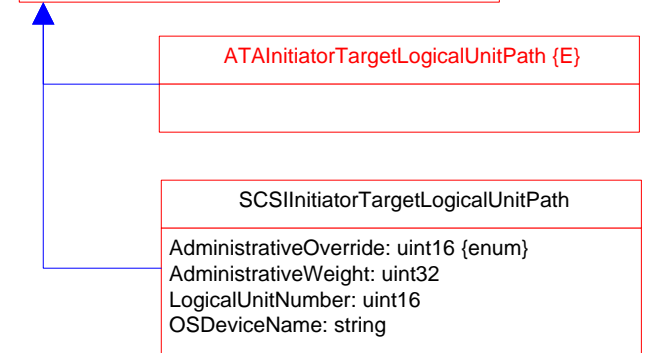 ATAInitiatorTargetLogicalUnitPath {E}
SCSIInitiatorTargetLogicalUnitPath
AdministrativeOverride: uint16 {enum}
AdministrativeWeight: uint32
LogicalUnitNumber: uint16
OSDeviceName: string